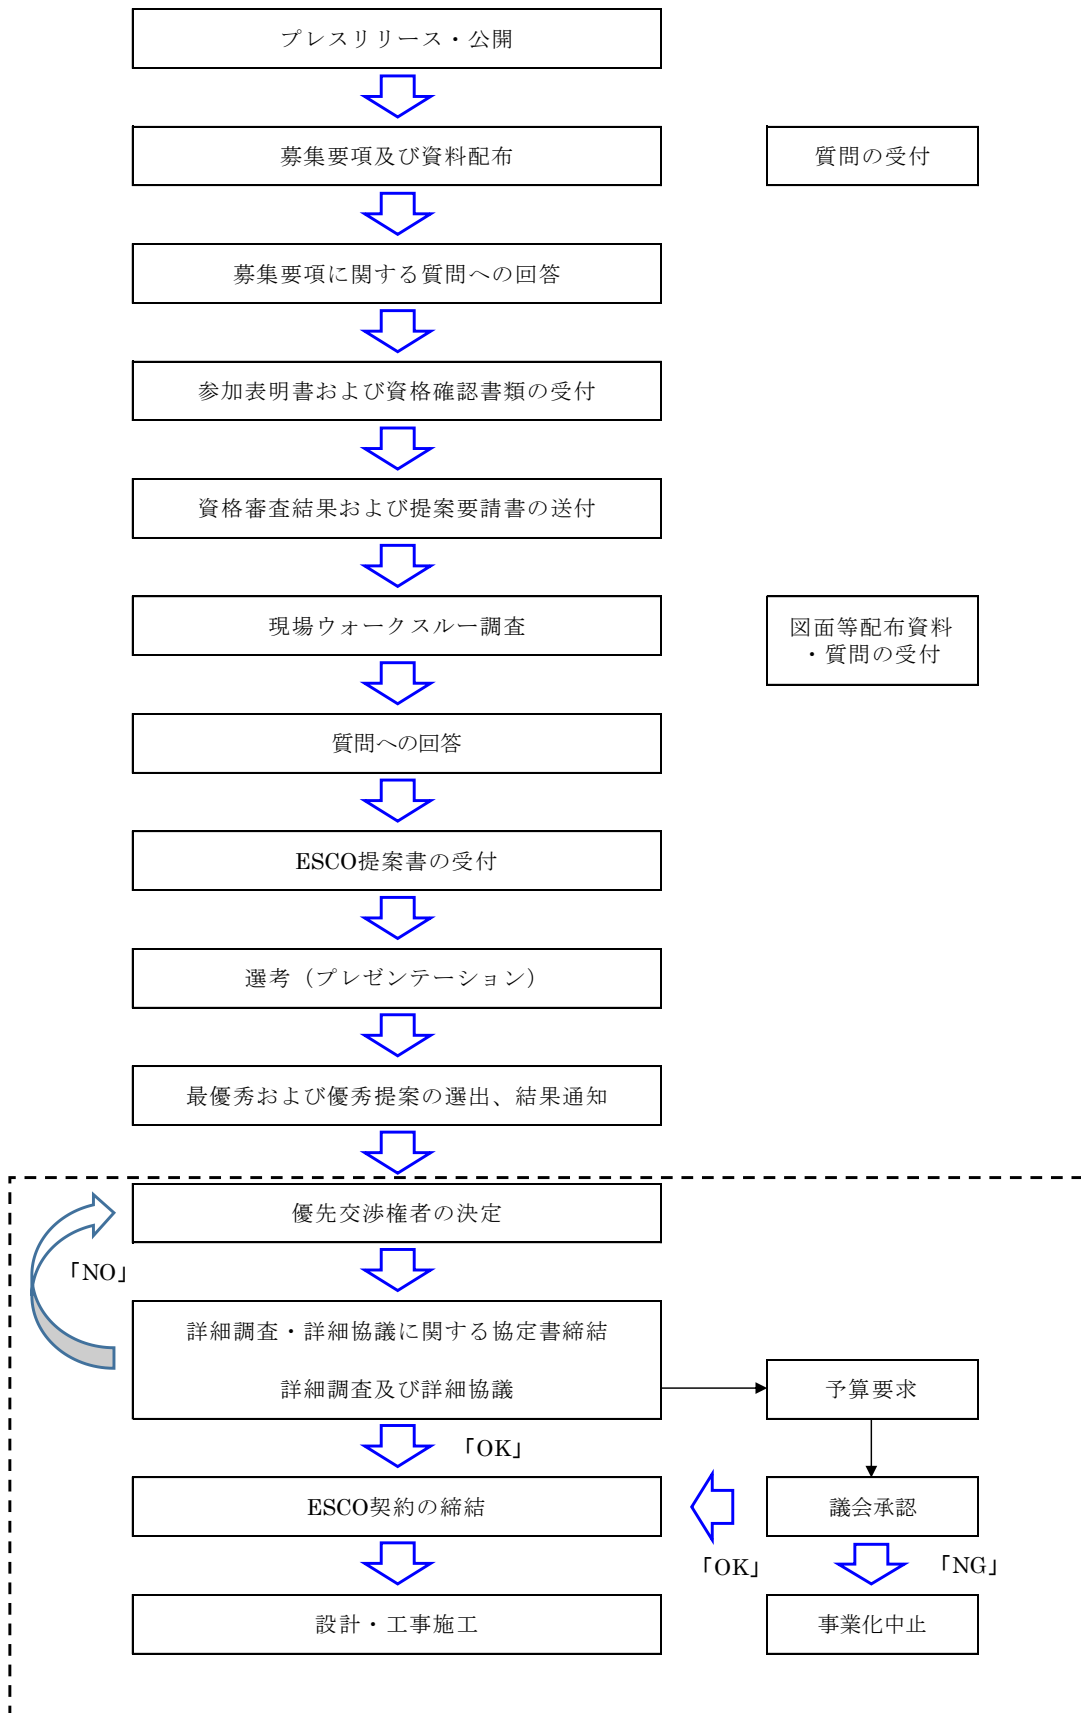 プレスリリース・公開
募集要項及び資料配布
質問の受付
募集要項に関する質問への回答
参加表明書および資格確認書類の受付
資格審査結果および提案要請書の送付
現場ウォークスルー調査
図面等配布資料
・質問の受付
質問への回答
ESCO提案書の受付
選考（プレゼンテーション）
最優秀および優秀提案の選出、結果通知
優先交渉権者の決定
「NO」
詳細調査・詳細協議に関する協定書締結
詳細調査及び詳細協議
予算要求
「OK」
ESCO契約の締結
議会承認
「OK」
「NG」
設計・工事施工
事業化中止